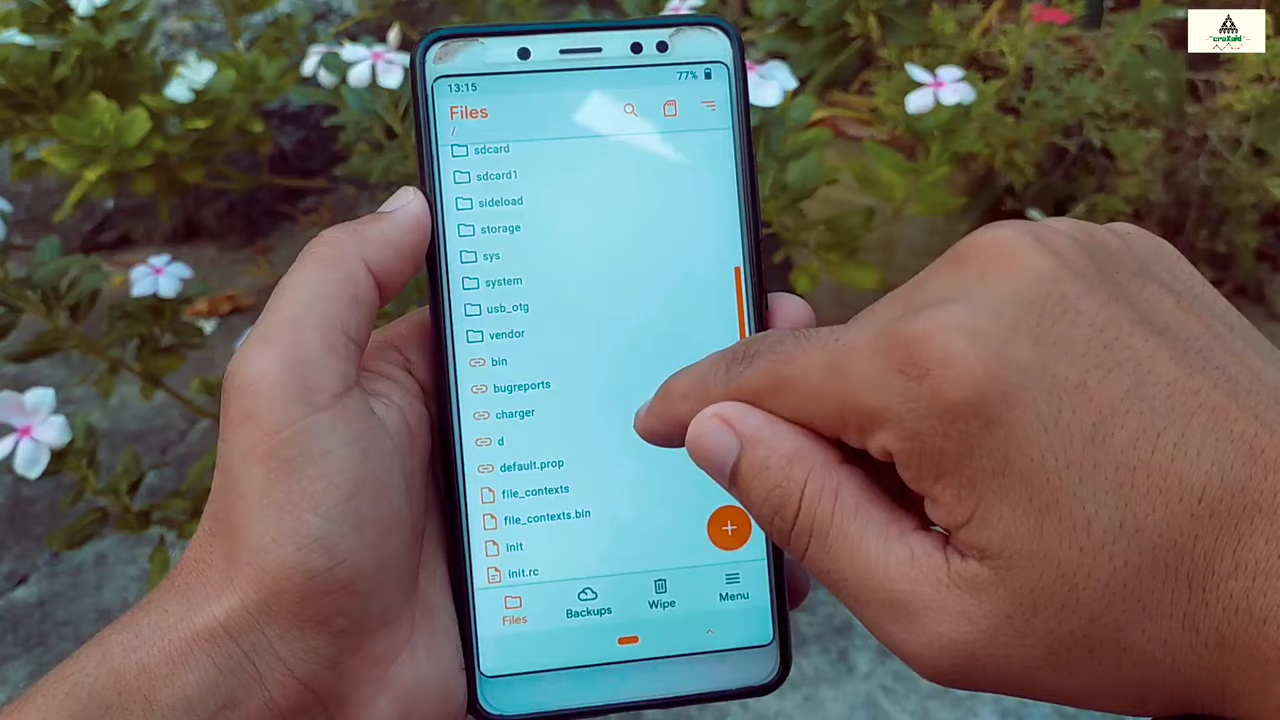 13:15
77%
Files
/
sdcard
sdcard1
sideload
storage
sys
system
usb_otg
vendor
bin
bugreports
charger
d
default.prop
file_contexts
file_contexts.bin
init
init.rc
Files
Backups
Wipe
Menu